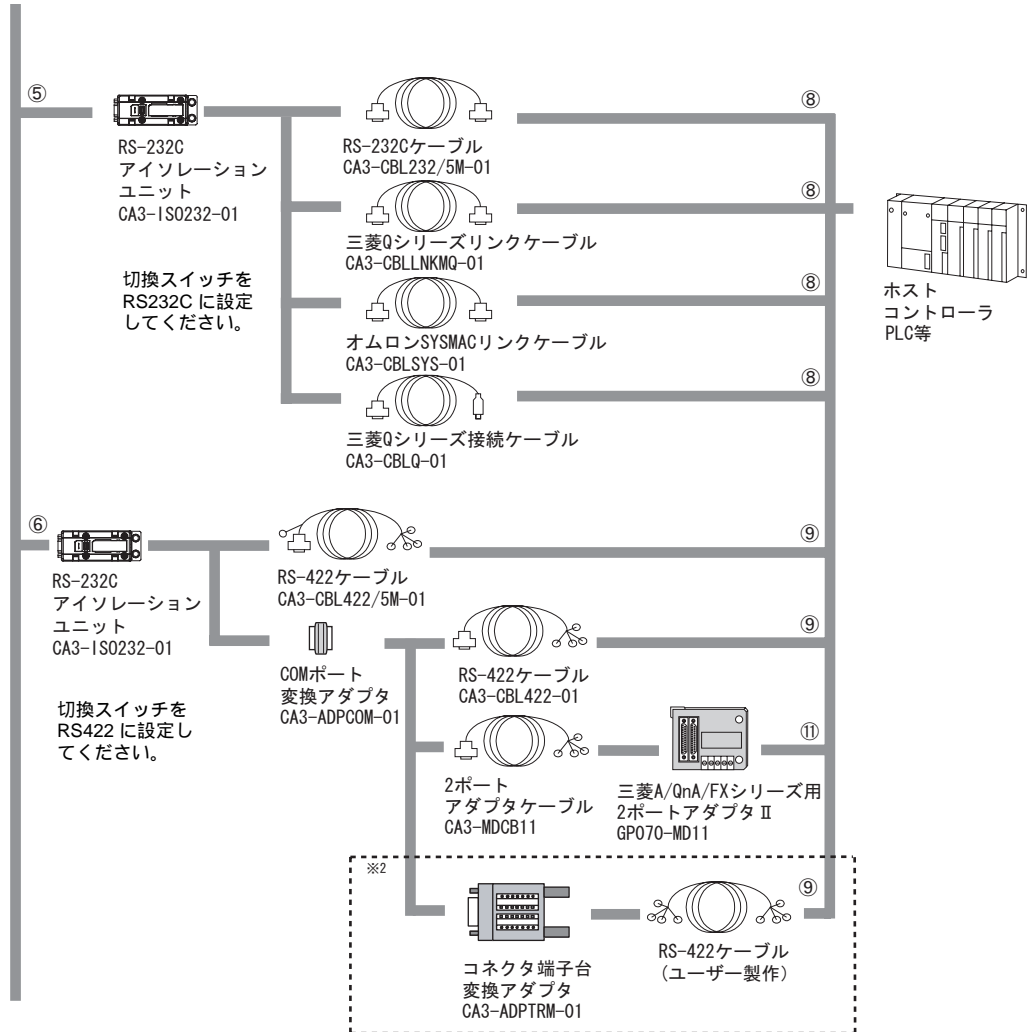 ⑤
RS-232C
アイソレーション
ユニット
CA3-ISO232-01
切換スイッチを
RS232C に設定
してください。
RS-232Cケーブル
CA3-CBL232/5M-01
⑧
三菱Qシリーズリンクケーブル
CA3-CBLLNKMQ-01
⑧
オムロンSYSMACリンクケーブル
CA3-CBLSYS-01
⑧
三菱Qシリーズ接続ケーブル
CA3-CBLQ-01
⑧
ホスト
コントローラ
PLC等
⑥
RS-232C
アイソレーション
ユニット
CA3-ISO232-01
切換スイッチを
RS422 に設定し
てください。
RS-422ケーブル
CA3-CBL422/5M-01
⑨
COMポート
変換アダプタ
CA3-ADPCOM-01
RS-422ケーブル
CA3-CBL422-01
⑨
2ポート
アダプタケーブル
CA3-MDCB11
三菱A/QnA/FXシリーズ用
2ポートアダプタⅡ
GP070-MD11
⑪
※2
コネクタ端子台
変換アダプタ
CA3-ADPTRM-01
RS-422ケーブル
(ユーザー製作)
⑨